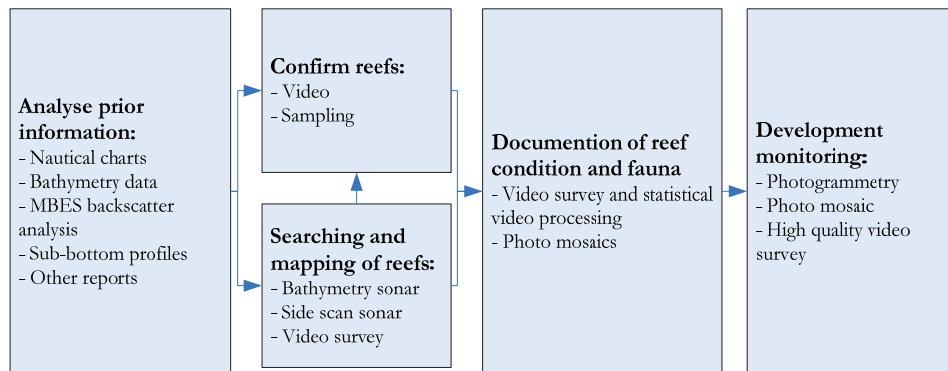 Analyse prior
information:
- Nautical charts
- Bathymetry data
- MBES backscatter
analysis
- Sub-bottom profiles
- Other reports
Confirm reefs:
- Video
- Sampling
Searching and
mapping of reefs:
- Bathymetry sonar
- Side scan sonar
- Video survey
Documention of reef
condition and fauna
- Video survey and statistical
video processing
- Photo mosaics
Development
monitoring:
- Photogrammetry
- Photo mosaic
- High quality video
survey